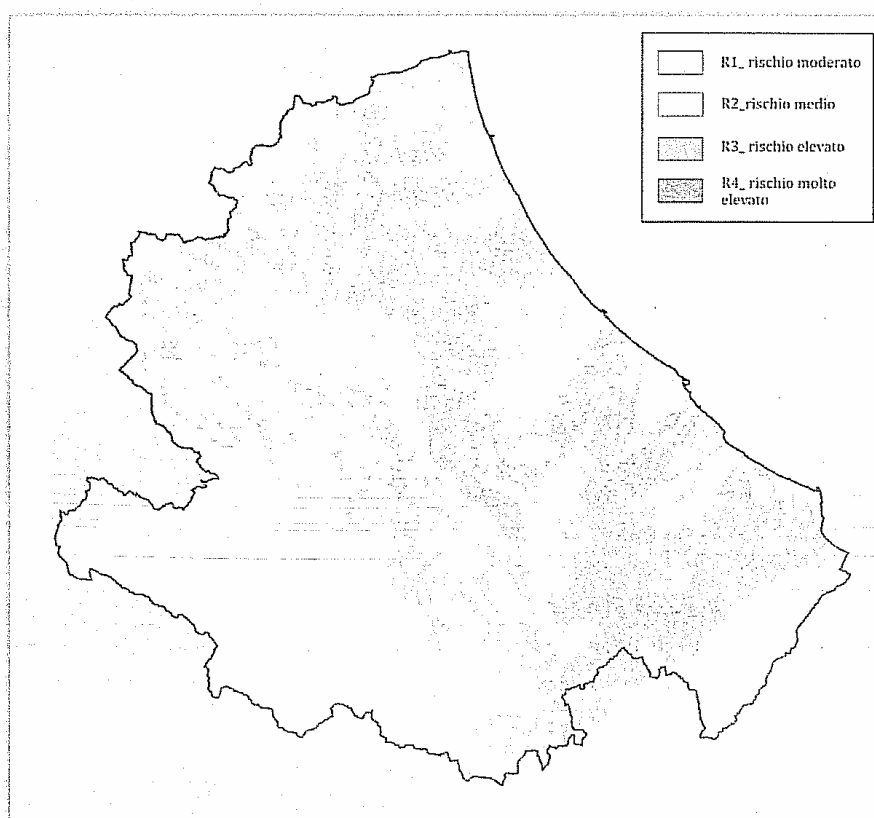 R1_ rischio moderato
R2_rischio medio
R3_ rischio elevato
R4_ rischio molto
elevato